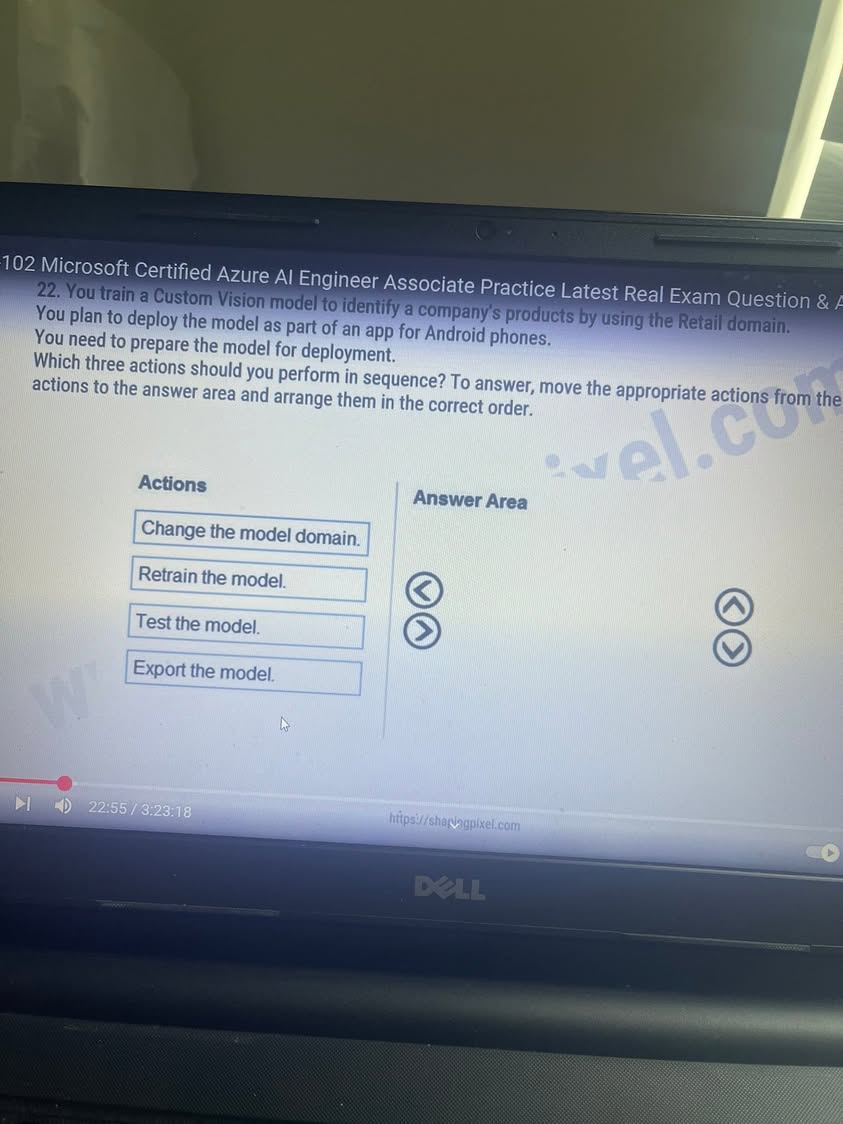 -102 Microsoft Certified Azure AI Engineer Associate Practice Latest Real Exam Question & A
22. You train a Custom Vision model to identify a company's products by using the Retail domain.
You plan to deploy the model as part of an app for Android phones.
You need to prepare the model for deployment.
Which three actions should you perform in sequence? To answer, move the appropriate actions from the
actions to the answer area and arrange them in the correct order.
Actions
Answer Area
Change the model domain.
Retrain the model.
Test the model.
Export the model.
22:55 / 3:23:18
https://shapingpixel.com
DELL